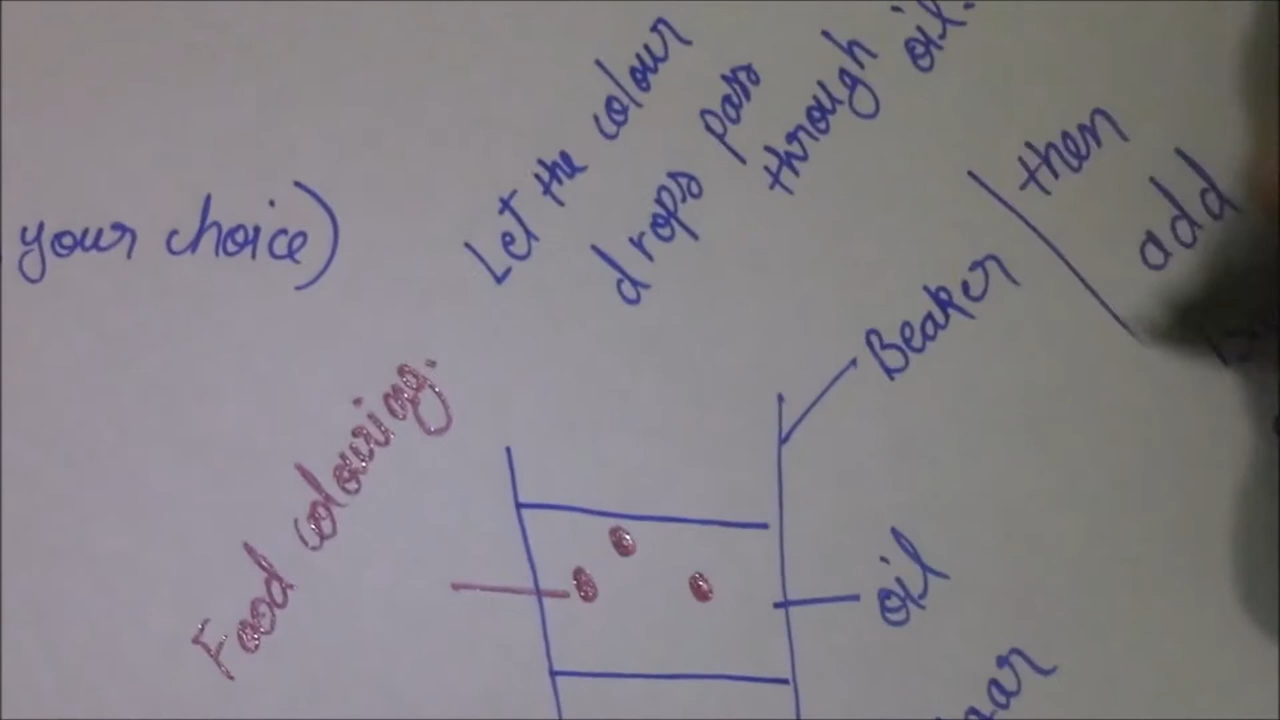 your choice)
Let the colour
drops pass
through oil.
then
add
Beaker
Food colouring.
Oil